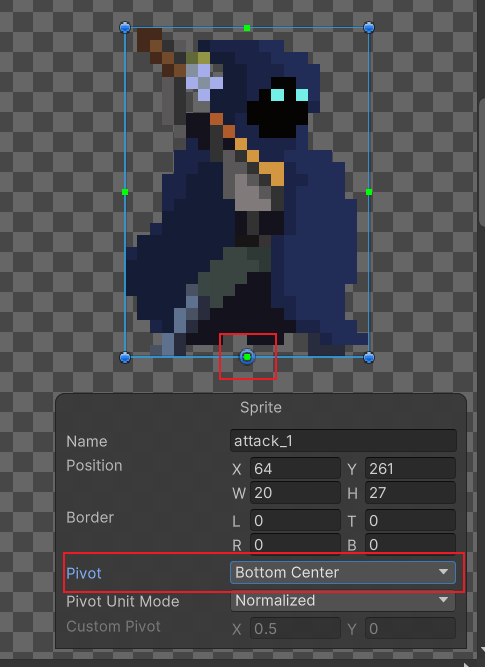 Sprite
Name attack_1
Position X 64 Y 261
W 20 H 27
Border L 0 T 0
R 0 B 0
Pivot Bottom Center
Pivot Unit Mode Normalized
Custom Pivot X 0.5 Y 0